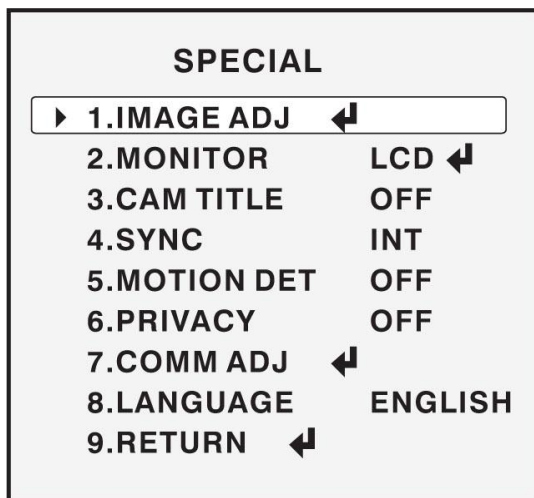 SPECIAL
1.IMAGE ADJ ↲
2.MONITOR LCD ↲
3.CAM TITLE OFF
4.SYNC INT
5.MOTION DET OFF
6.PRIVACY OFF
7.COMM ADJ ↲
8.LANGUAGE ENGLISH
9.RETURN ↲